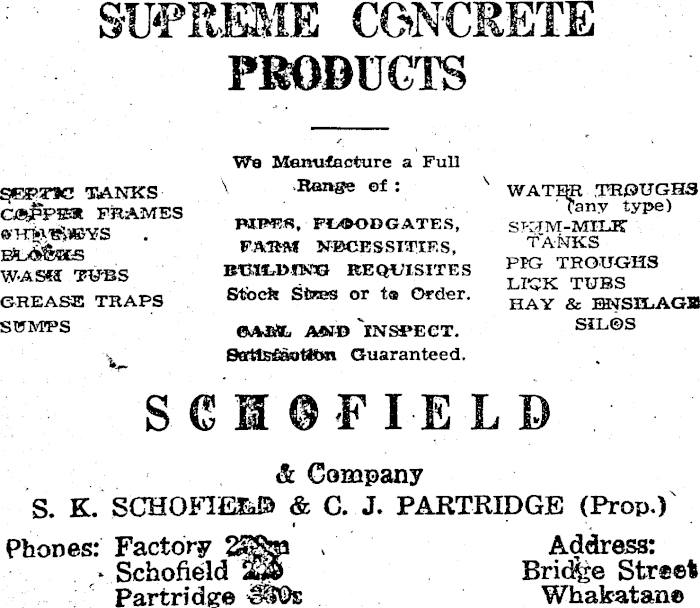 SUPREME CONCRETE
PRODUCTS
We Manufacture a Full
Range of :
SEPTIC TANKS
COPPER FRAMES
CHIMNEYS
BLOCKS
WASH TUBS
GREASE TRAPS
SUMPS
PIPES, FLOODGATES,
FARM NECESSITIES,
BUILDING REQUISITES
Stock Sizes or to Order.
CALL AND INSPECT.
Satisfaction Guaranteed.
WATER TROUGHS
(any type)
SKIM-MILK
TANKS
PIG TROUGHS
LICK TUBS
HAY & ENSILAGE
SILOS
SCHOFIELD
& Company
S. K. SCHOFIELD & C. J. PARTRIDGE (Prop.)
Phones: Factory
Schofield
Partridge
Address:
Bridge Street
Whakatane